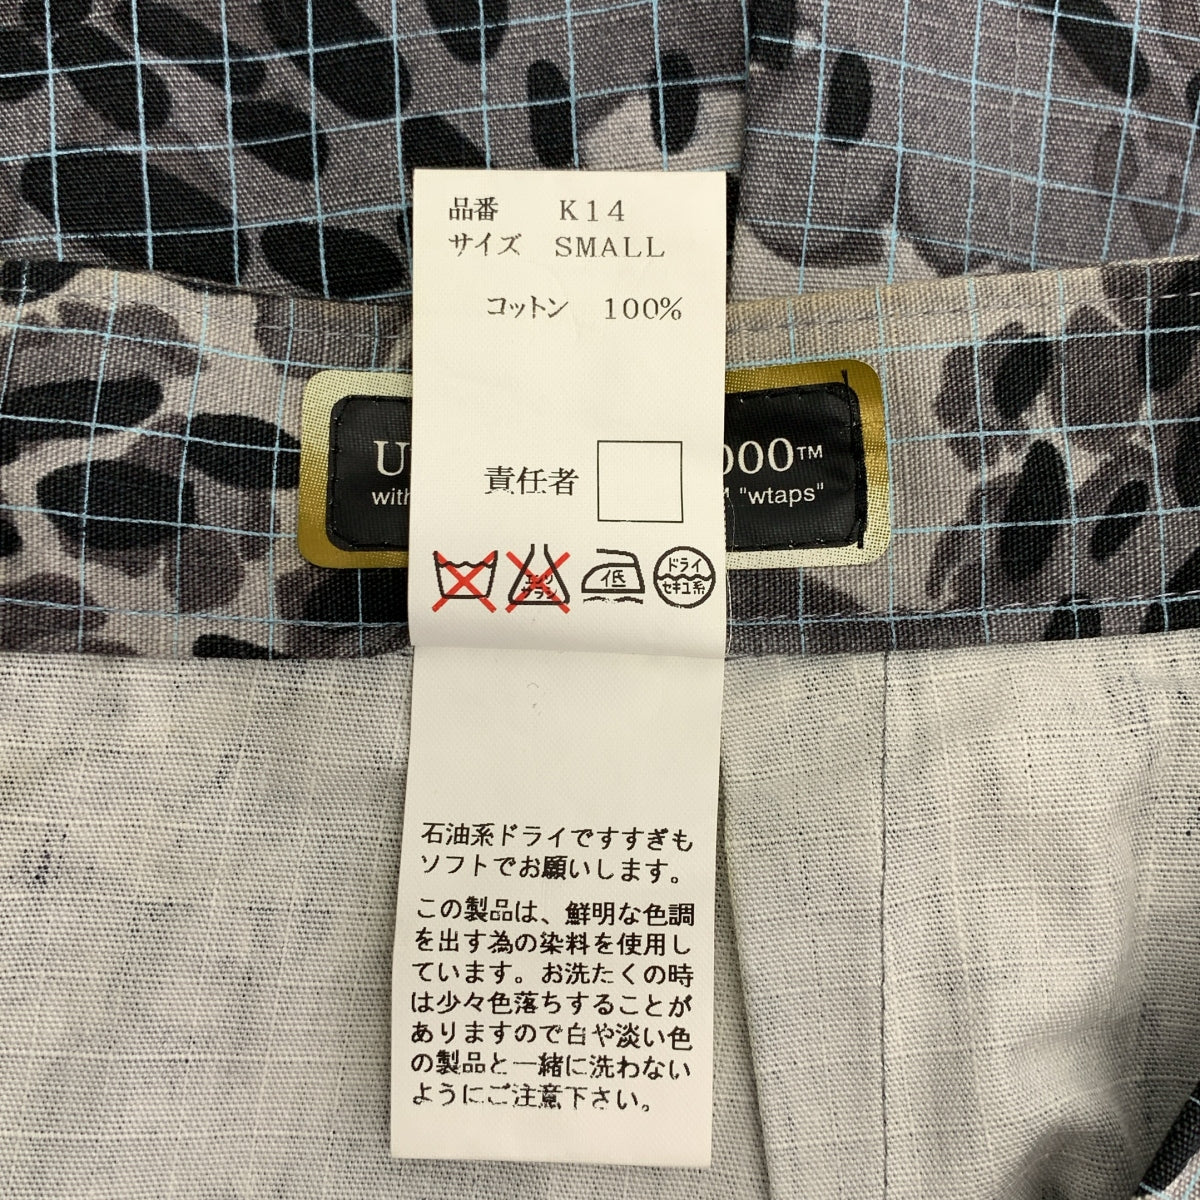 品番 K14
サイズ SMALL
コットン 100%
責任者
000™
with "wtaps"
エンソ
サラシ
低
ドライ
セキユ系
石油系ドライですすぎも
ソフトでお願いします。
この製品は、鮮明な色調
を出す為の染料を使用し
ています。お洗たくの時
は少々色落ちすることが
ありますので白や淡い色
の製品と一緒に洗わない
ようにご注意下さい。